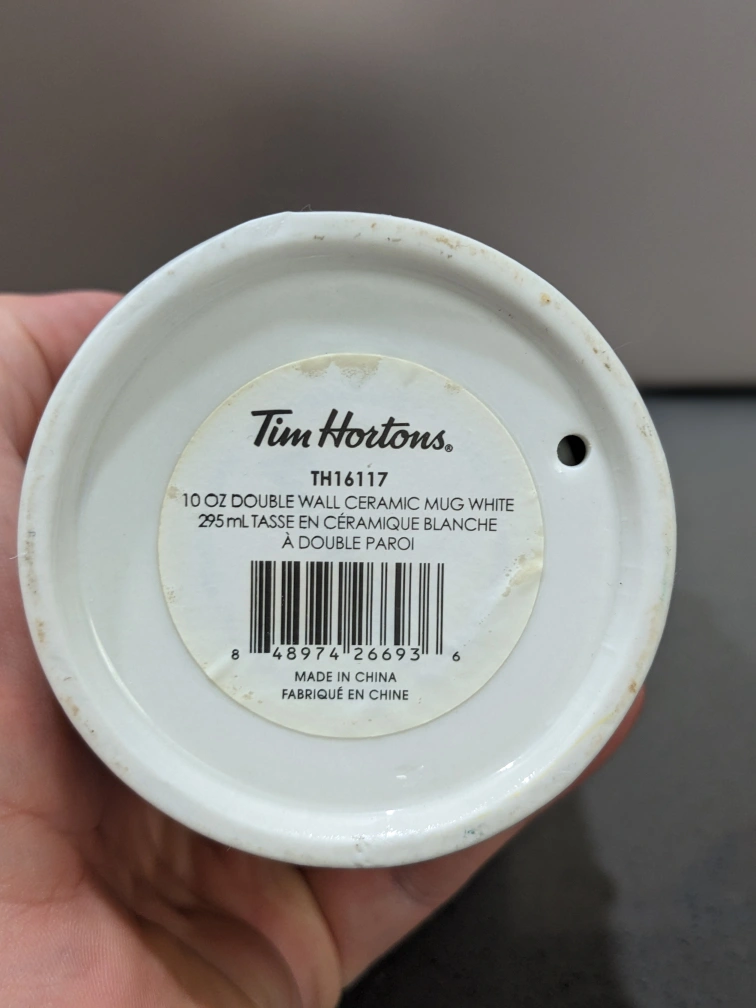 Tim Hortons®
TH16117
10 OZ DOUBLE WALL CERAMIC MUG WHITE
295 mL TASSE EN CÉRAMIQUE BLANCHE
À DOUBLE PAROI
8 48974 26693 6
MADE IN CHINA
FABRIQUÉ EN CHINE